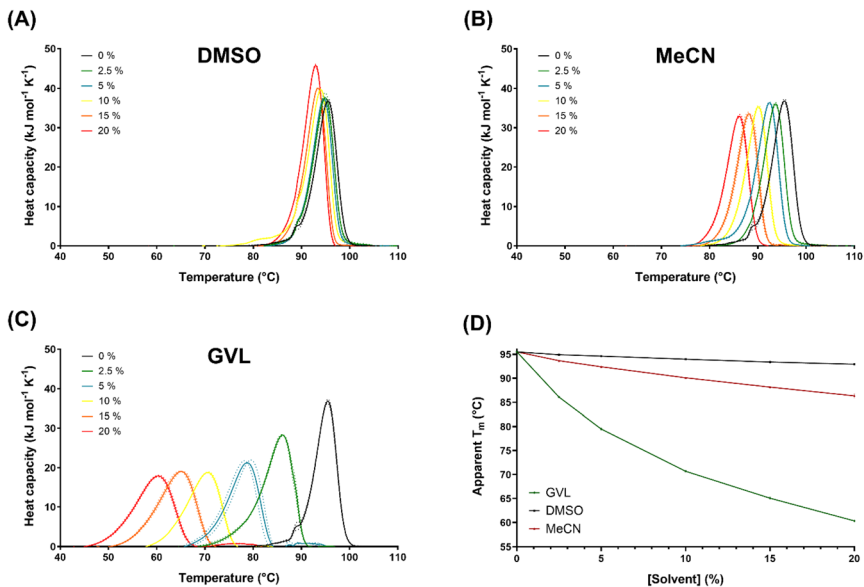 (A)
DMSO
0 %
2.5 %
5 %
10 %
15 %
20 %
Heat capacity (kJ mol⁻¹ K⁻¹)
50
40
30
20
10
0
40 50 60 70 80 90 100 110
Temperature (°C)
(B)
MeCN
0 %
2.5 %
5 %
10 %
15 %
20 %
Heat capacity (kJ mol⁻¹ K⁻¹)
50
40
30
20
10
0
40 50 60 70 80 90 100 110
Temperature (°C)
(C)
GVL
0 %
2.5 %
5 %
10 %
15 %
20 %
Heat capacity (kJ mol⁻¹ K⁻¹)
50
40
30
20
10
0
40 50 60 70 80 90 100 110
Temperature (°C)
(D)
Apparent Tm (°C)
95
90
85
80
75
70
65
60
55
GVL
DMSO
MeCN
0 5 10 15 20
[Solvent] (%)